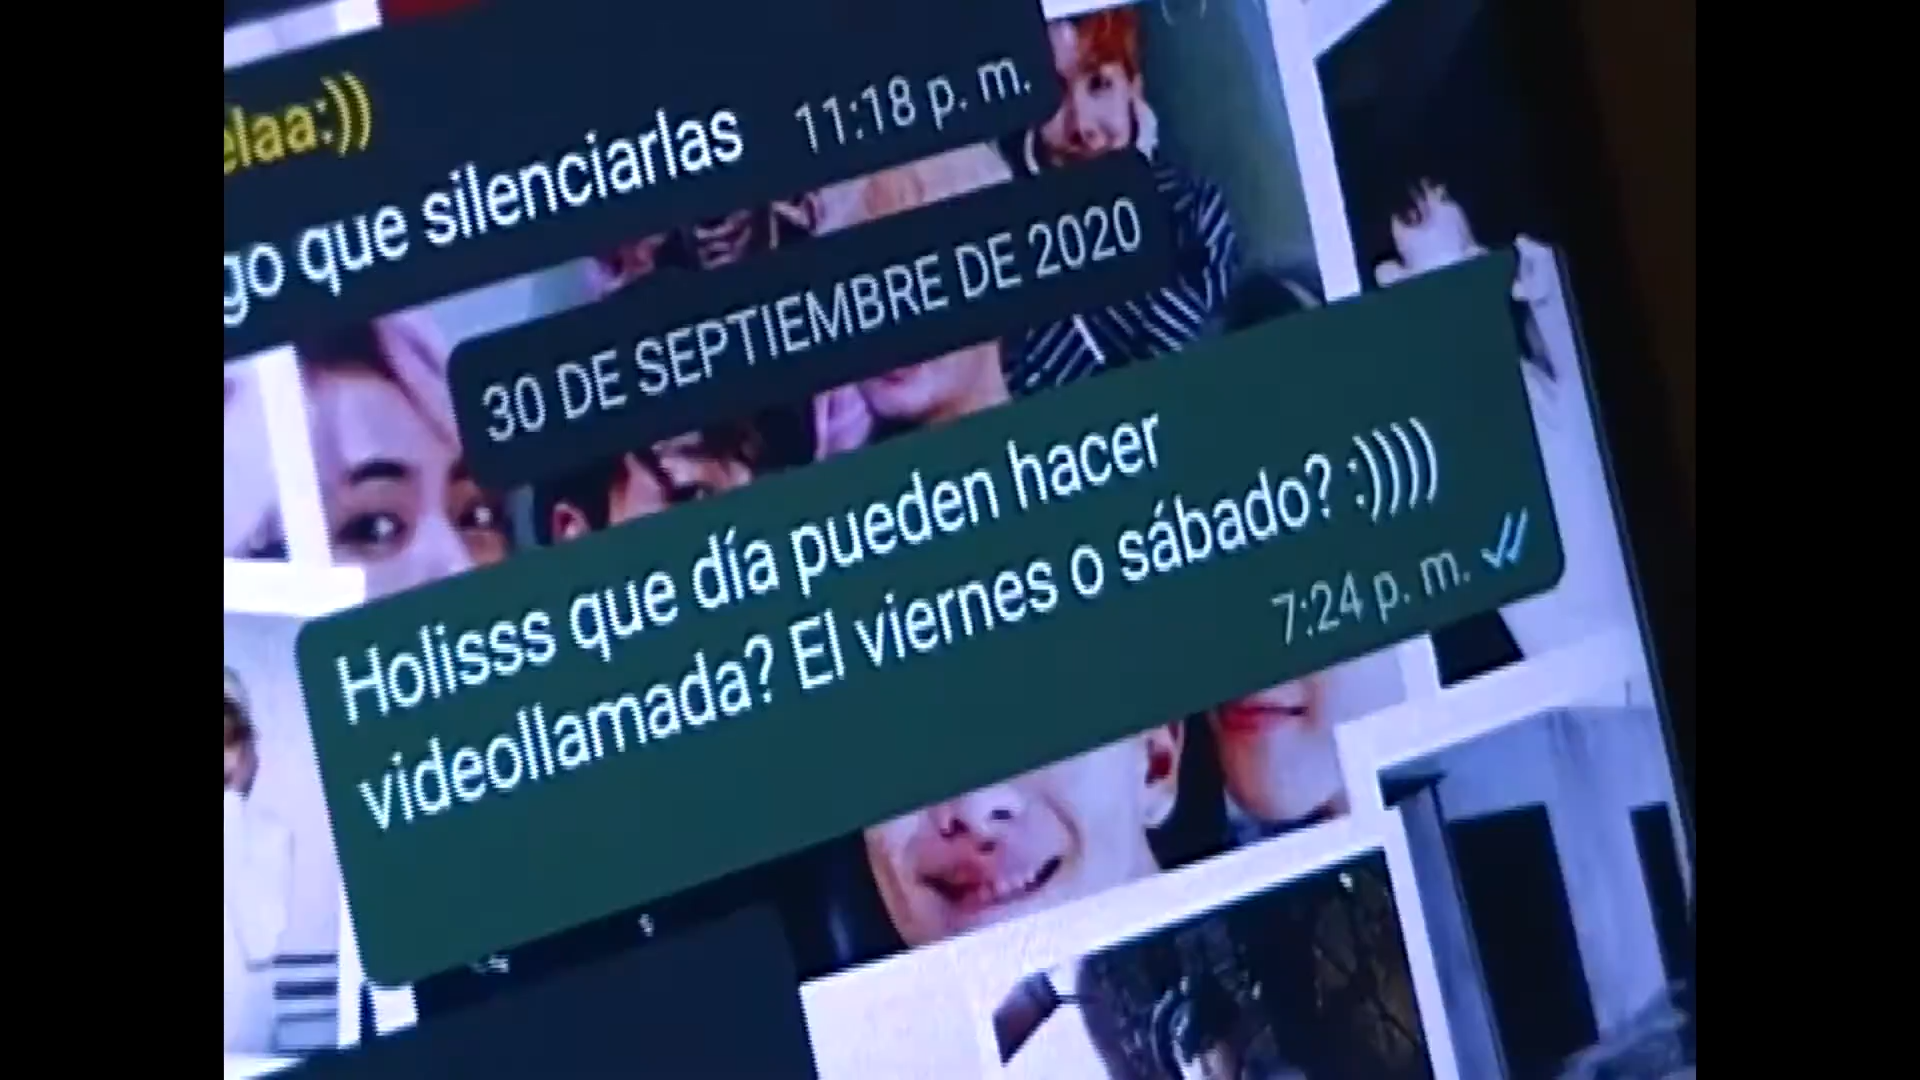 elaa:))
go que silenciarlas 11:18 p. m.
30 DE SEPTIEMBRE DE 2020
Holisss que día pueden hacer
videollamada? El viernes o sábado? :))))
7:24 p. m.